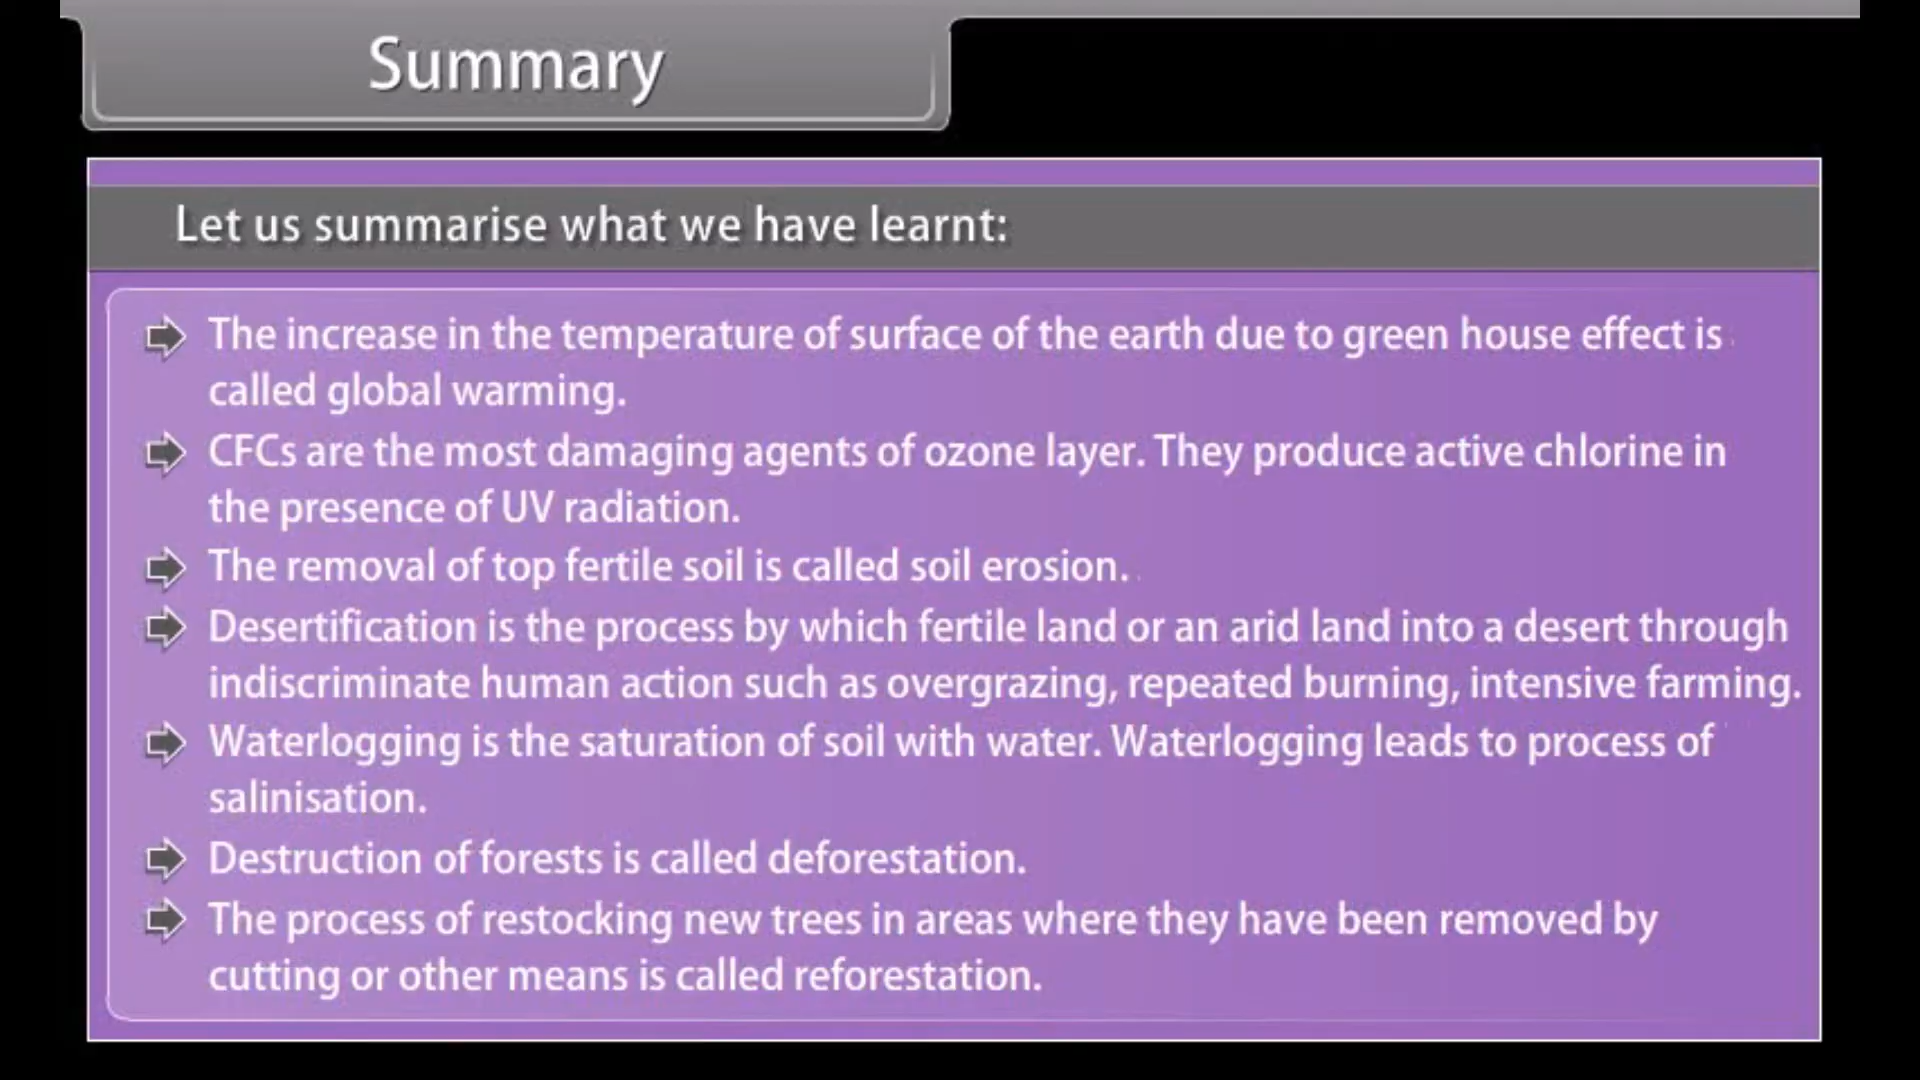 Summary
Let us summarise what we have learnt:
The increase in the temperature of surface of the earth due to green house effect is
called global warming.
CFCs are the most damaging agents of ozone layer. They produce active chlorine in
the presence of UV radiation.
The removal of top fertile soil is called soil erosion.
Desertification is the process by which fertile land or an arid land into a desert through
indiscriminate human action such as overgrazing, repeated burning, intensive farming.
Waterlogging is the saturation of soil with water. Waterlogging leads to process of
salinisation.
Destruction of forests is called deforestation.
The process of restocking new trees in areas where they have been removed by
cutting or other means is called reforestation.